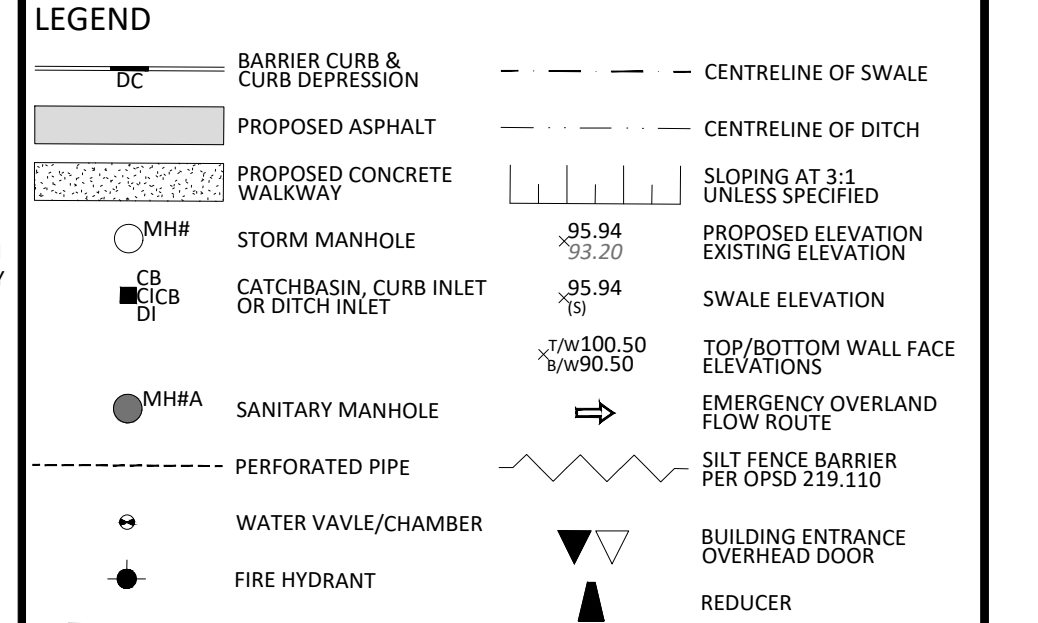 LEGEND
DC
BARRIER CURB &
CURB DEPRESSION
PROPOSED ASPHALT
PROPOSED CONCRETE
WALKWAY
MH#
STORM MANHOLE
CB
CICB
DI
CATCHBASIN, CURB INLET
OR DITCH INLET
MH#A
SANITARY MANHOLE
PERFORATED PIPE
WATER VAVLE/CHAMBER
FIRE HYDRANT
CENTRELINE OF SWALE
CENTRELINE OF DITCH
SLOPING AT 3:1
UNLESS SPECIFIED
95.94
93.20
PROPOSED ELEVATION
EXISTING ELEVATION
95.94
(S)
SWALE ELEVATION
T/W100.50
B/W90.50
TOP/BOTTOM WALL FACE
ELEVATIONS
EMERGENCY OVERLAND
FLOW ROUTE
SILT FENCE BARRIER
PER OPSD 219.110
BUILDING ENTRANCE
OVERHEAD DOOR
REDUCER